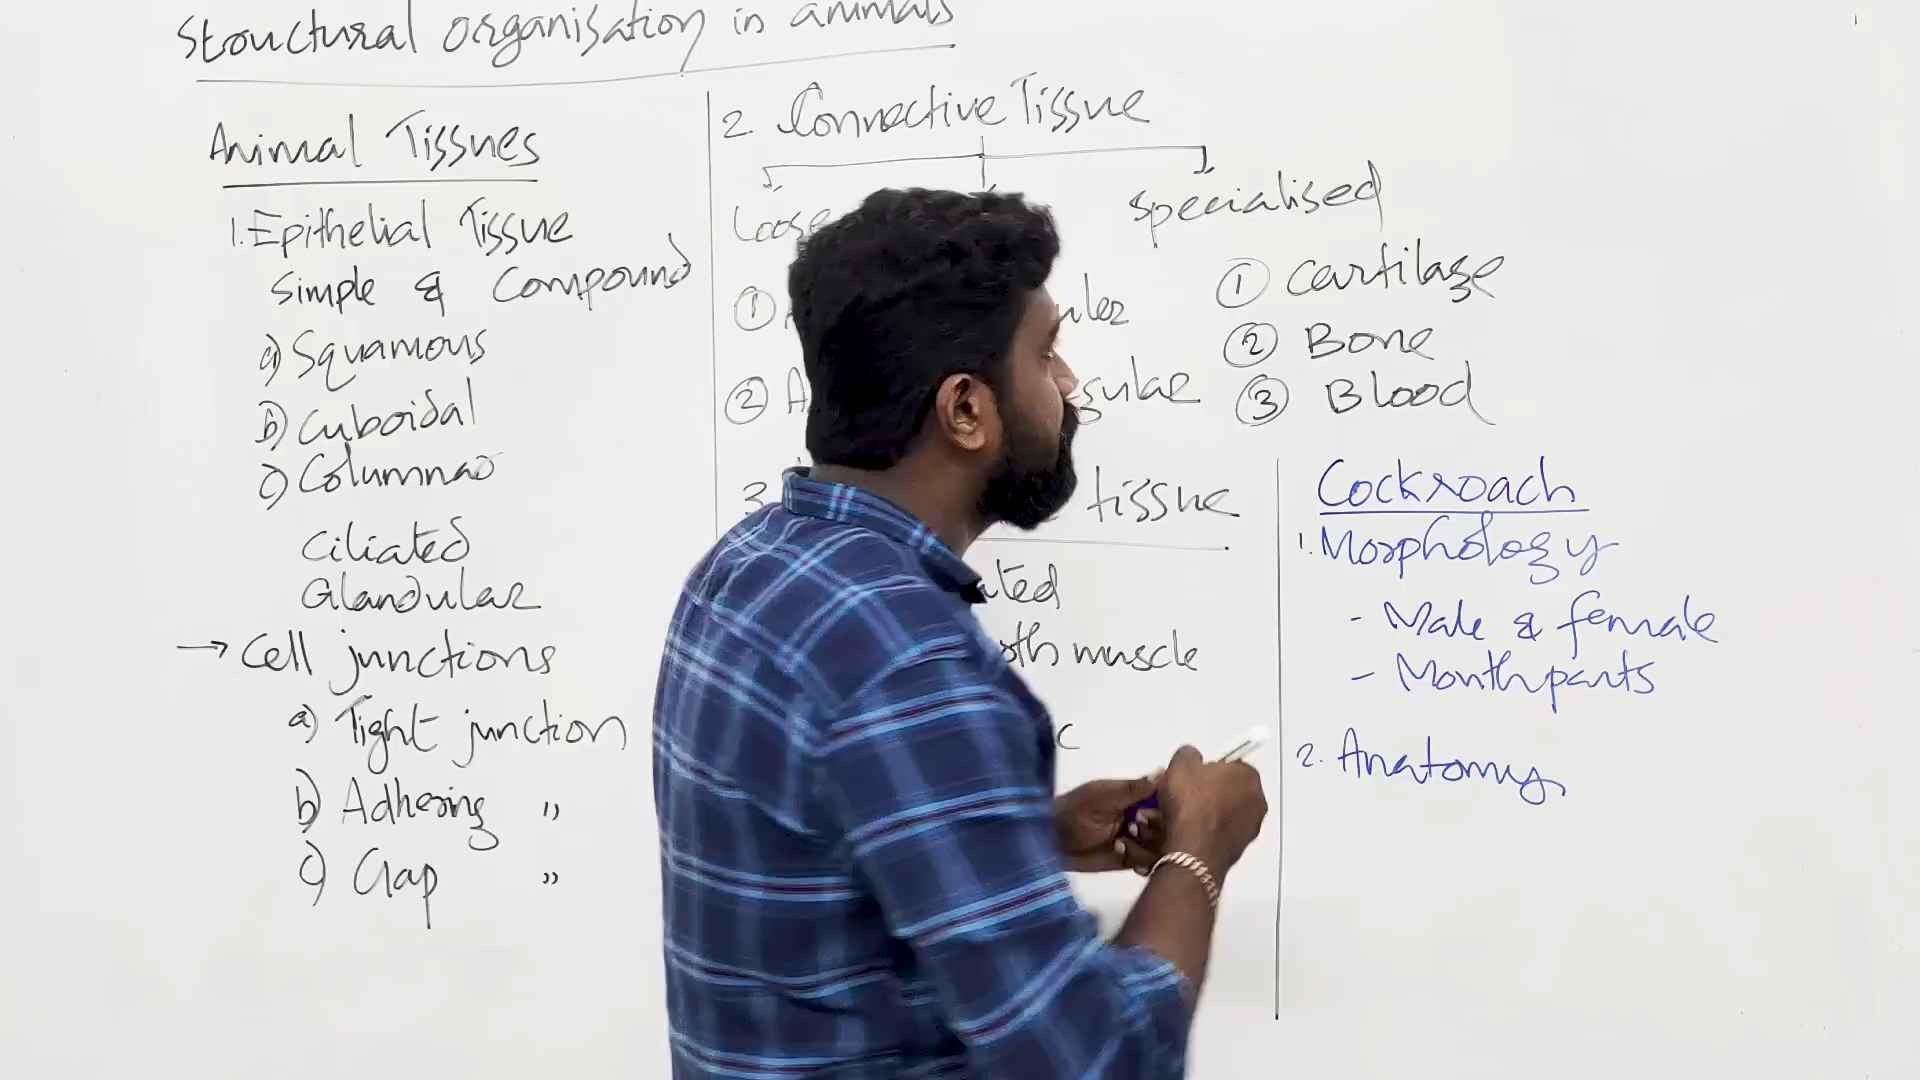 Structural organisation in animals
Animal Tissues
1. Epithelial Tissue
Simple & Compound
a) Squamous
b) Cuboidal
c) Columnar
Ciliated
Glandular
→ Cell junctions
a) Tight junction
b) Adhering "
c) Gap "
2. Connective Tissue
Loose
specialised
①
②
① Cartilage
② Bone
③ Blood
3. tissue
muscle
Cockroach
1. Morphology
- Male & female
- Mouthparts
2. Anatomy